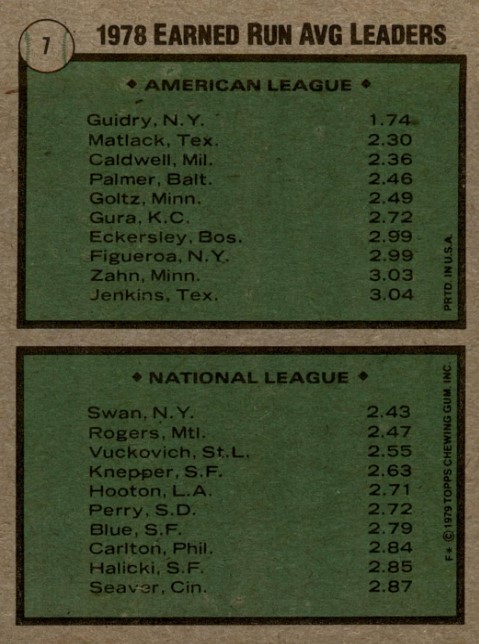 7
1978 EARNED RUN AVG LEADERS
◆ AMERICAN LEAGUE ◆
Guidry, N.Y. 1.74
Matlack, Tex. 2.30
Caldwell, Mil. 2.36
Palmer, Balt. 2.46
Goltz, Minn. 2.49
Gura, K.C. 2.72
Eckersley, Bos. 2.99
Figueroa, N.Y. 2.99
Zahn, Minn. 3.03
Jenkins, Tex. 3.04
PRTD. IN U.S.A.
◆ NATIONAL LEAGUE ◆
Swan, N.Y. 2.43
Rogers, Mtl. 2.47
Vuckovich, St.L. 2.55
Knepper, S.F. 2.63
Hooton, L.A. 2.71
Perry, S.D. 2.72
Blue, S.F. 2.79
Carlton, Phil. 2.84
Halicki, S.F. 2.85
Seaver, Cin. 2.87
F* © 1979 TOPPS CHEWING GUM, INC.